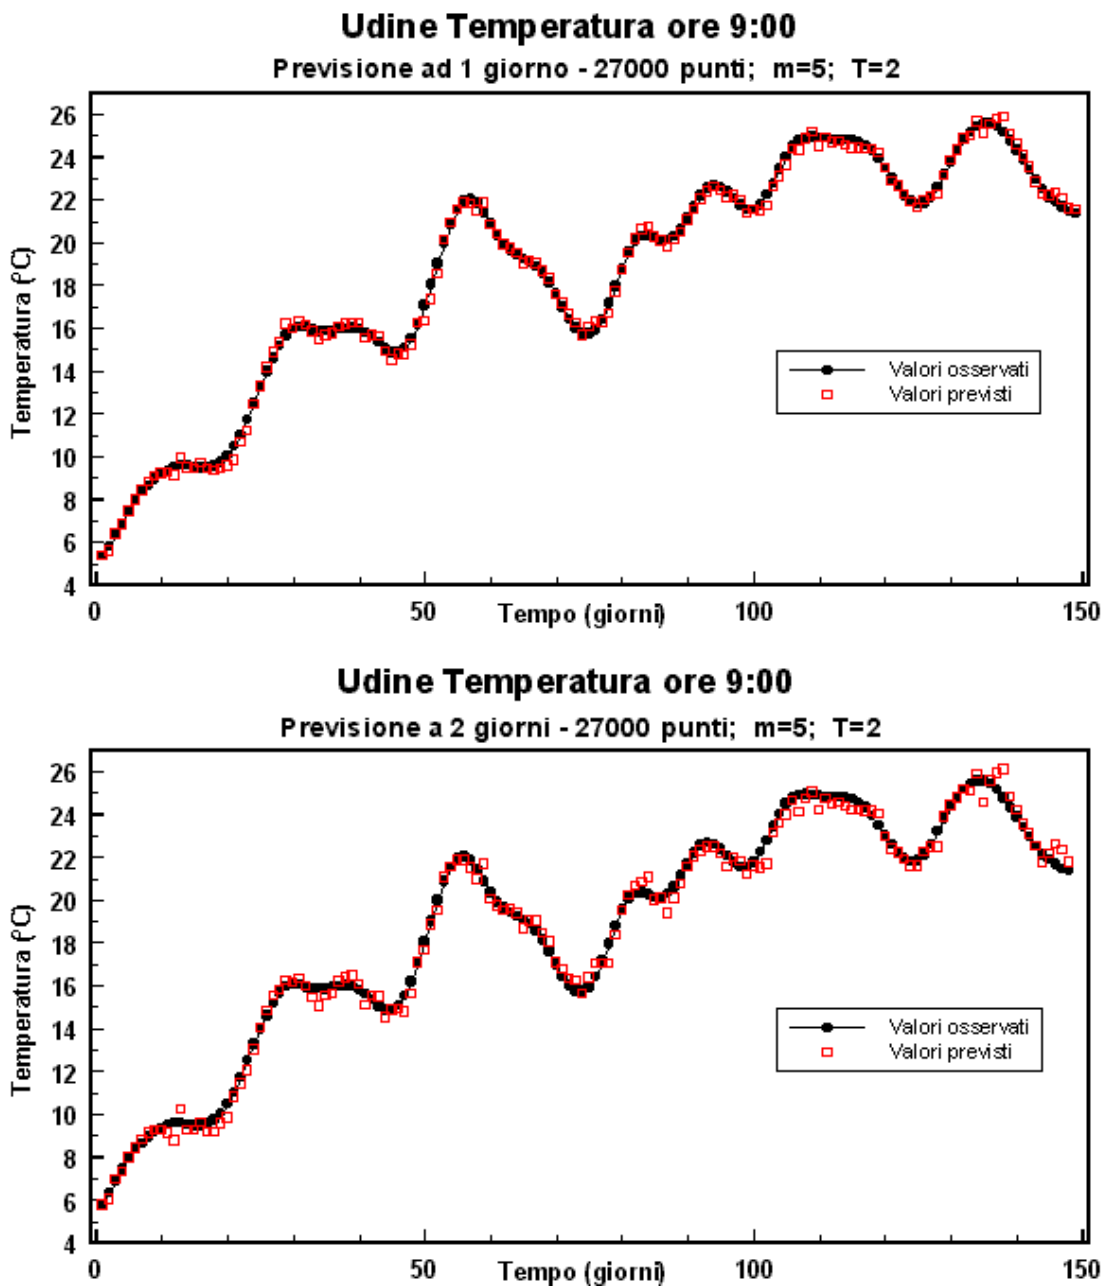 Udine Temperatura ore 9:00
Previsione ad 1 giorno - 27000 punti; m=5; T=2
Temperatura (°C)
26
24
22
20
18
16
14
12
10
8
6
4
Valori osservati
Valori previsti
0 50 100 150
Tempo (giorni)
Udine Temperatura ore 9:00
Previsione a 2 giorni - 27000 punti; m=5; T=2
Temperatura (°C)
26
24
22
20
18
16
14
12
10
8
6
4
Valori osservati
Valori previsti
0 50 100 150
Tempo (giorni)